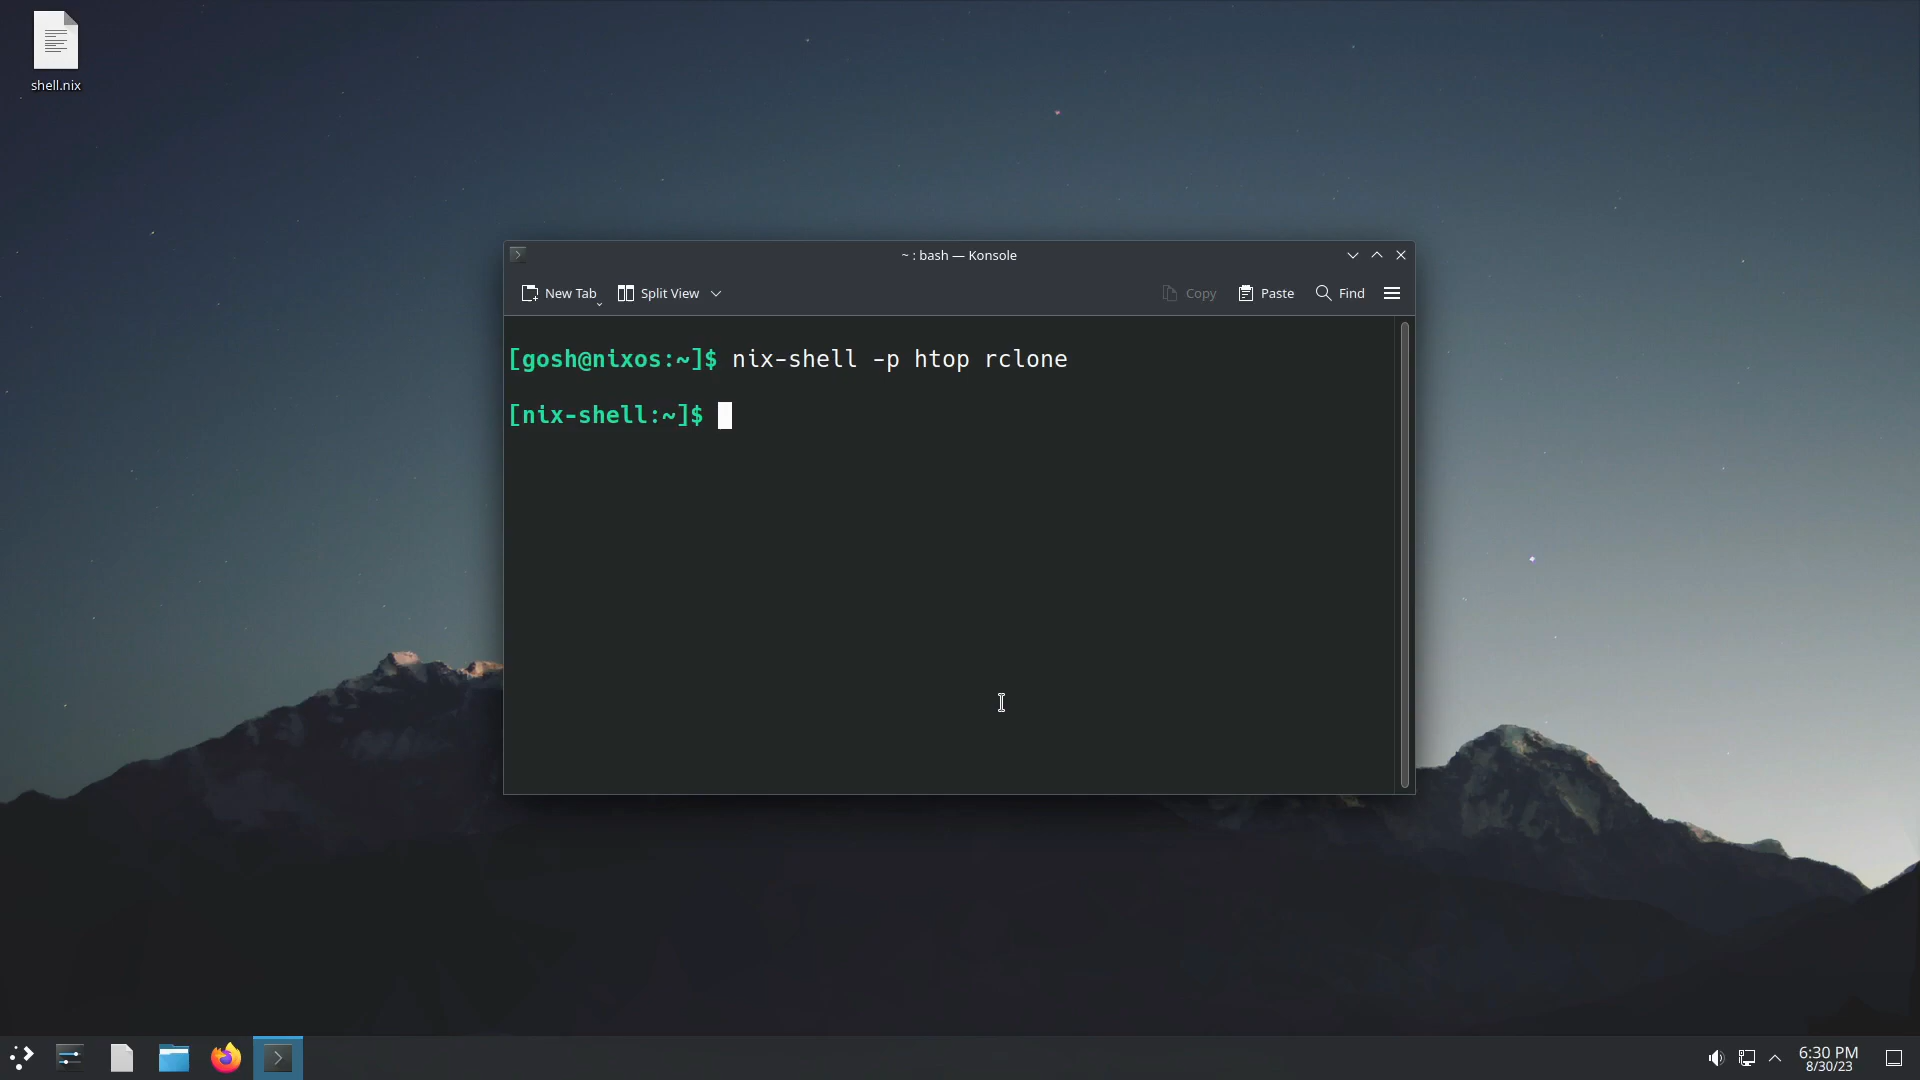 shell.nix
~ : bash — Konsole
New Tab
Split View
Copy
Paste
Find
[gosh@nixos:~]$ nix-shell -p htop rclone
[nix-shell:~]$
6:30 PM
8/30/23